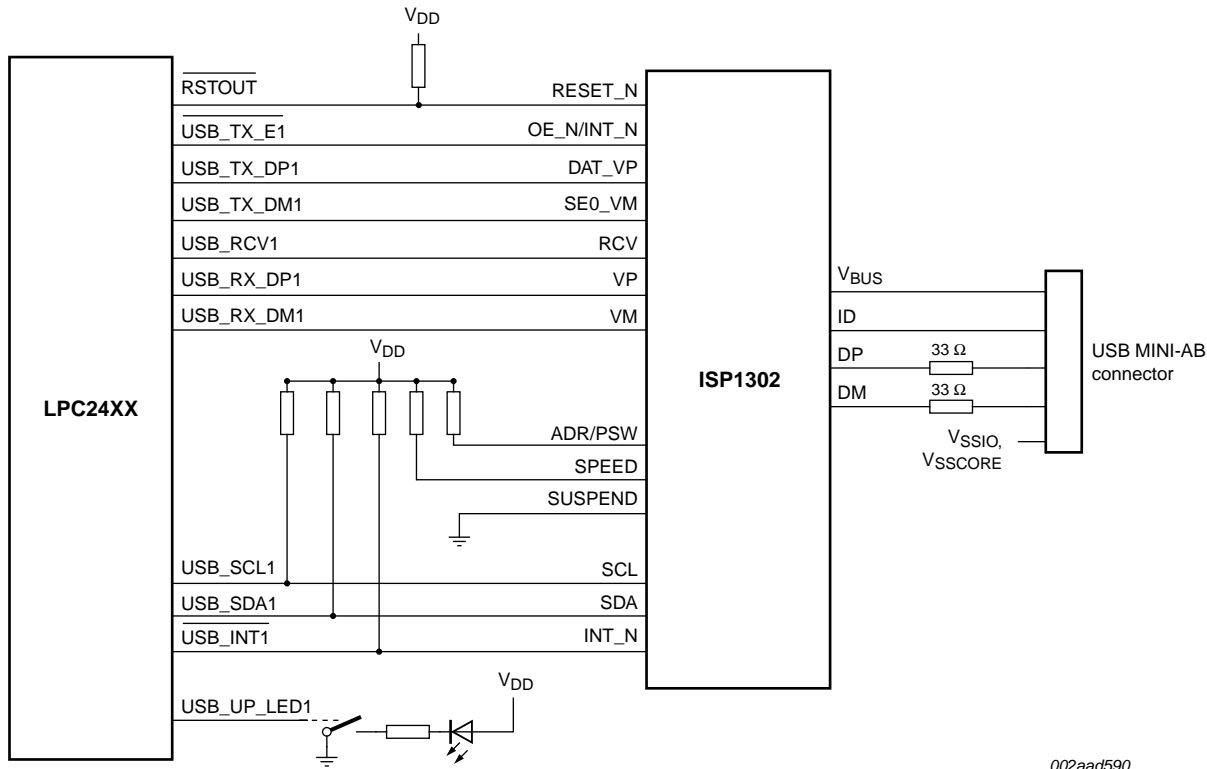 VDD
RSTOUT RESET_N
USB_TX_E1 OE_N/INT_N
USB_TX_DP1 DAT_VP
USB_TX_DM1 SE0_VM
USB_RCV1 RCV
USB_RX_DP1 VP
USB_RX_DM1 VM
VDD
LPC24XX
ISP1302
VBUS
ID
DP 33 Ω
DM 33 Ω
USB MINI-AB
connector
VSSIO,
VSSCORE
ADR/PSW
SPEED
SUSPEND
USB_SCL1 SCL
USB_SDA1 SDA
USB_INT1 INT_N
USB_UP_LED1
VDD
002aad590